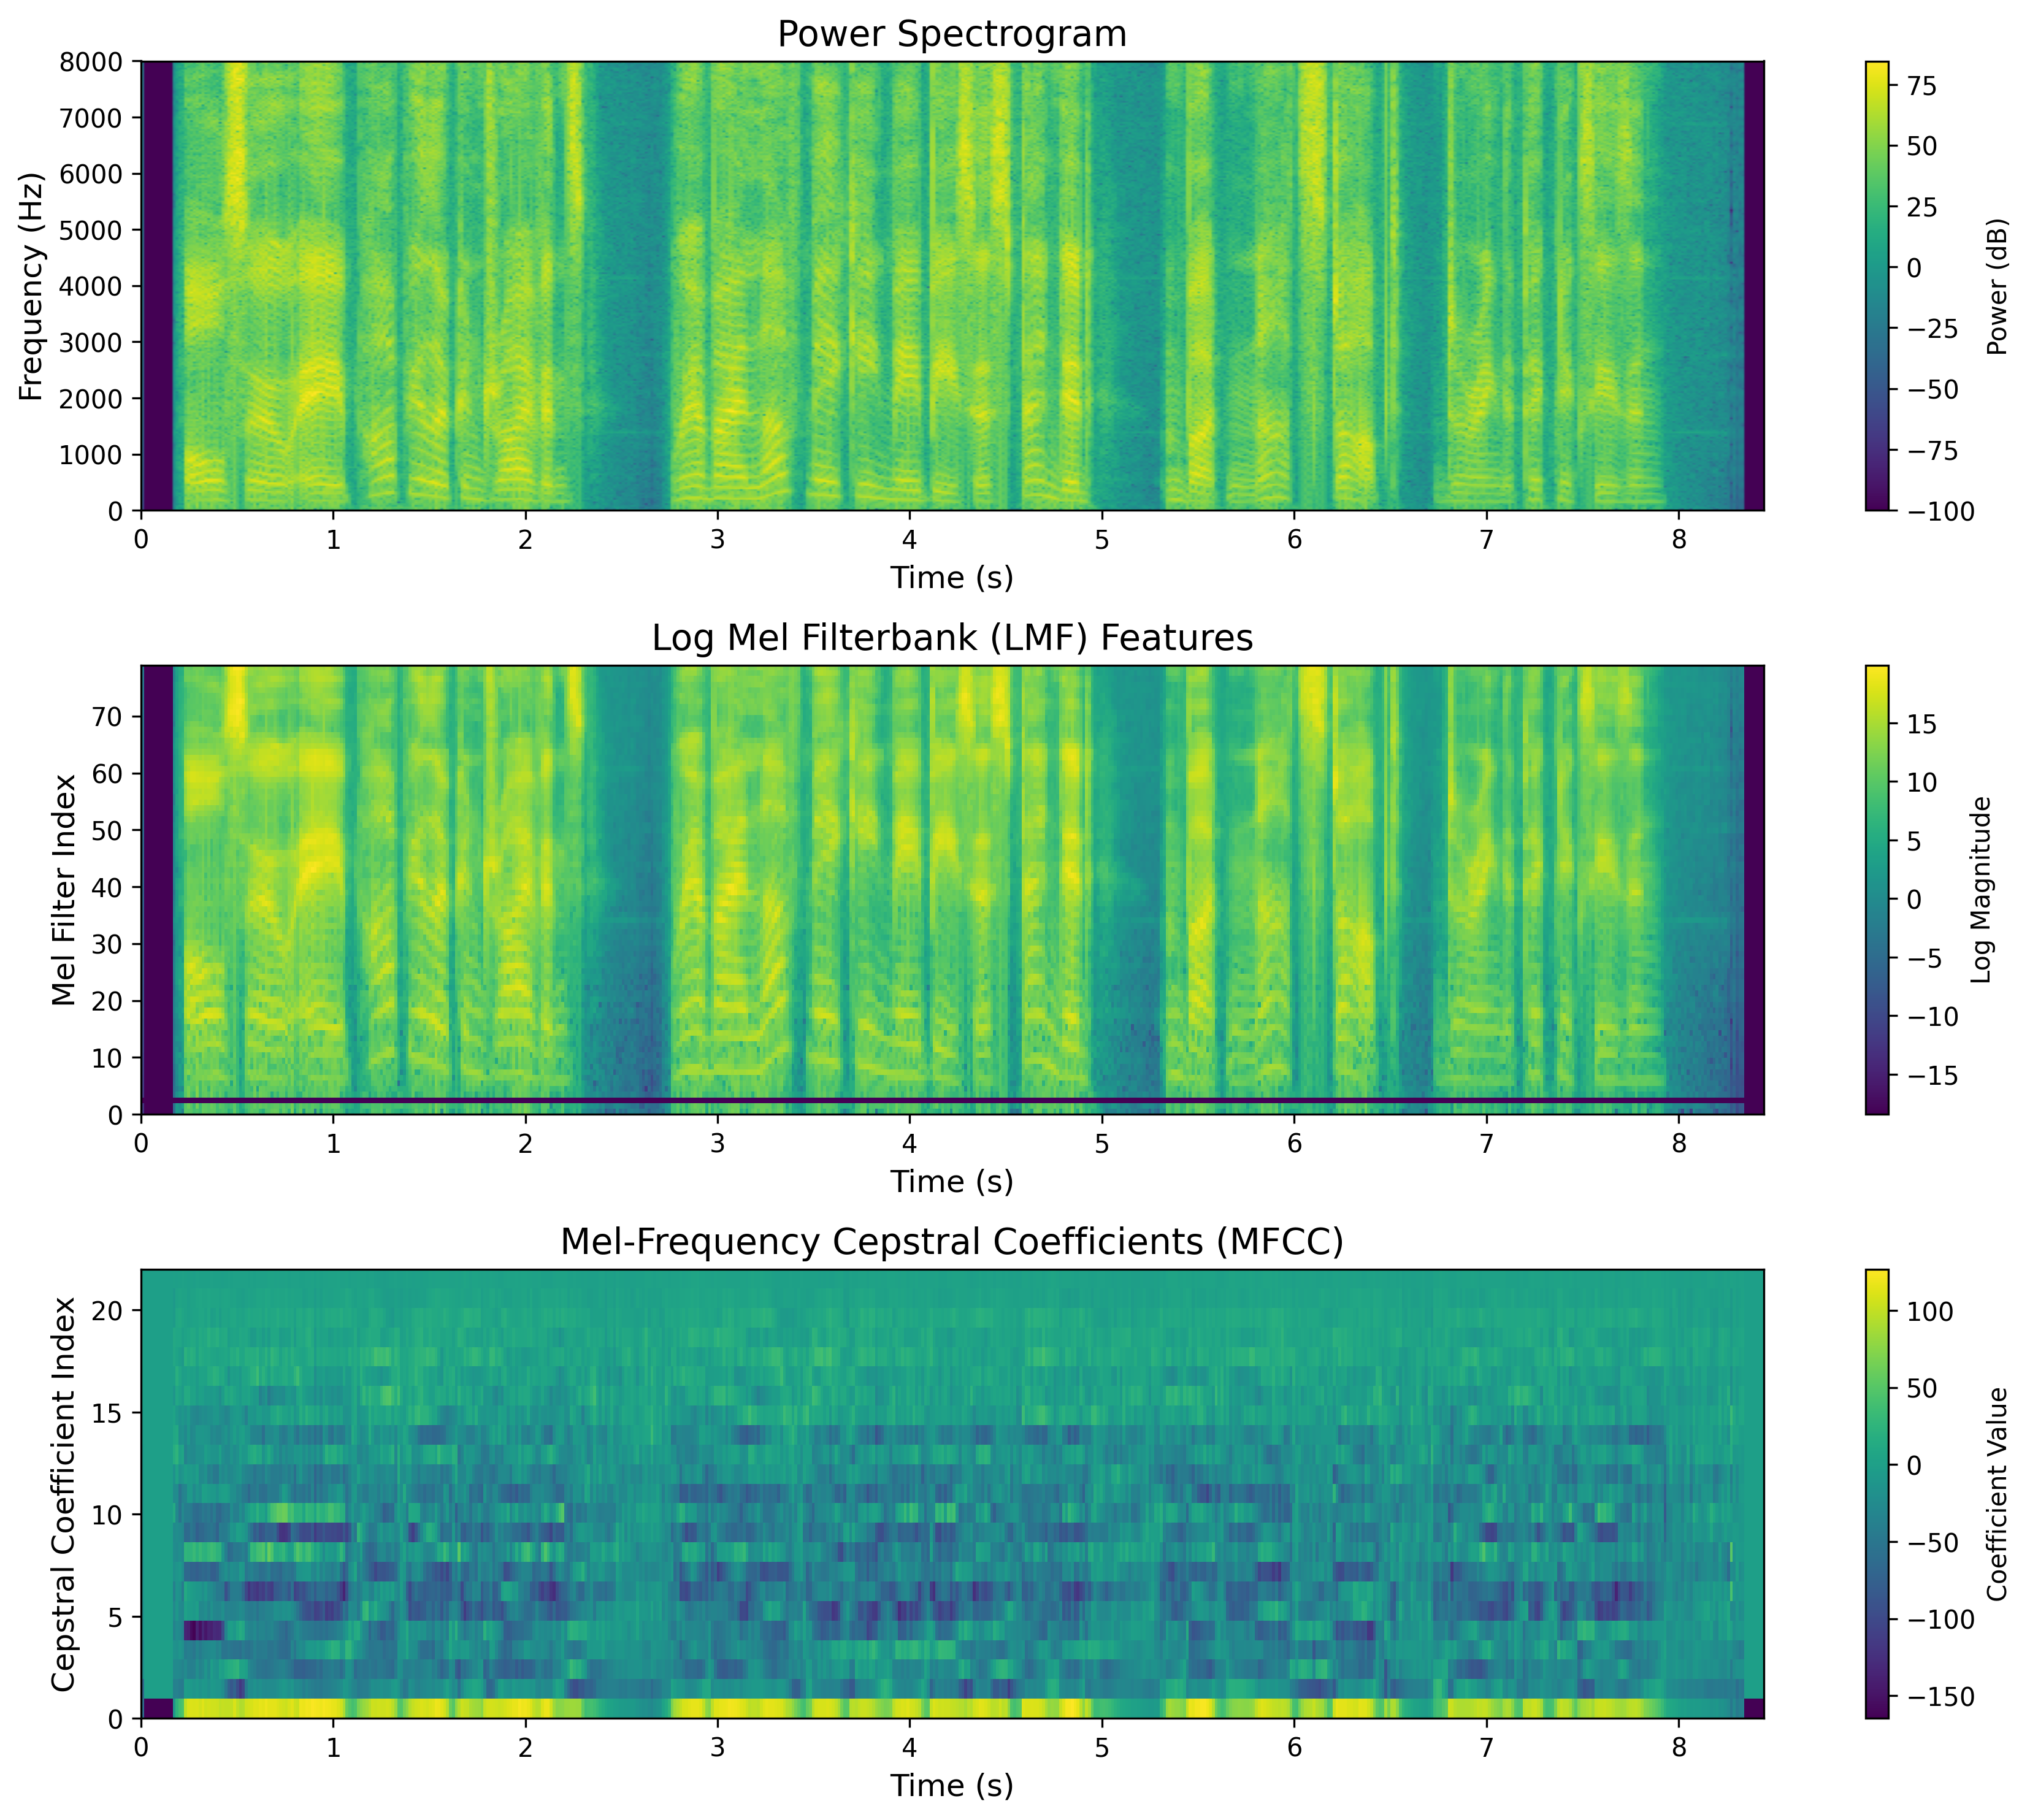 Power Spectrogram
8000
7000
6000
5000
4000
3000
2000
1000
0
Frequency (Hz)
0 1 2 3 4 5 6 7 8
Time (s)
75
50
25
0
−25
−50
−75
−100
Power (dB)
Log Mel Filterbank (LMF) Features
70
60
50
40
30
20
10
0
Mel Filter Index
0 1 2 3 4 5 6 7 8
Time (s)
15
10
5
0
−5
−10
−15
Log Magnitude
Mel-Frequency Cepstral Coefficients (MFCC)
20
15
10
5
0
Cepstral Coefficient Index
0 1 2 3 4 5 6 7 8
Time (s)
100
50
0
−50
−100
−150
Coefficient Value